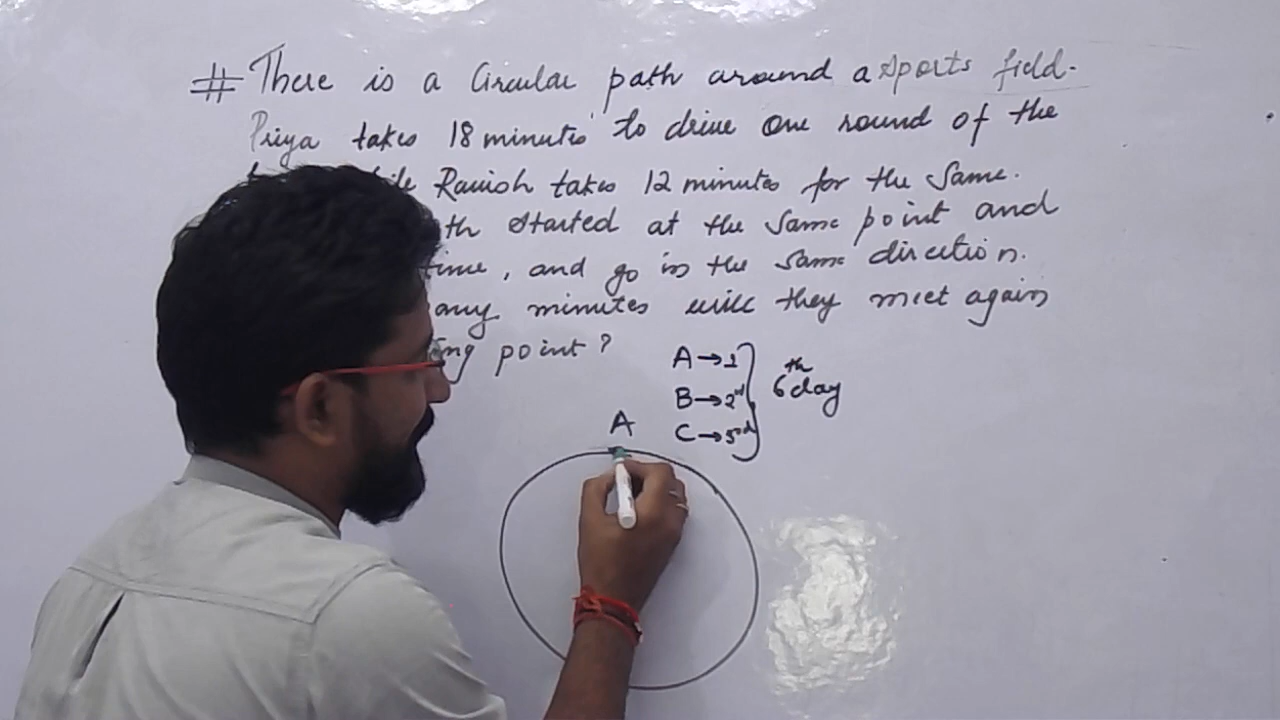 # There is a Circular path around a sports field.
Priya takes 18 minutes to drive one round of the
Ravish takes 12 minutes for the same.
started at the same point and
time, and go in the same direction.
minutes will they meet again
point?
A→1
B→2nd
C→3rd
6th day
A